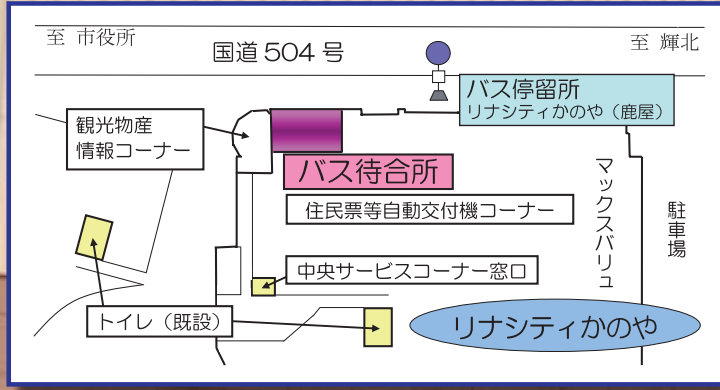 至 市役所
国道 504 号
至 輝北
バス停留所
リナシティかのや（鹿屋）
観光物産
情報コーナー
バス待合所
住民票等自動交付機コーナー
マックスバリュ
駐車場
中央サービスコーナー窓口
トイレ（既設）
リナシティかのや